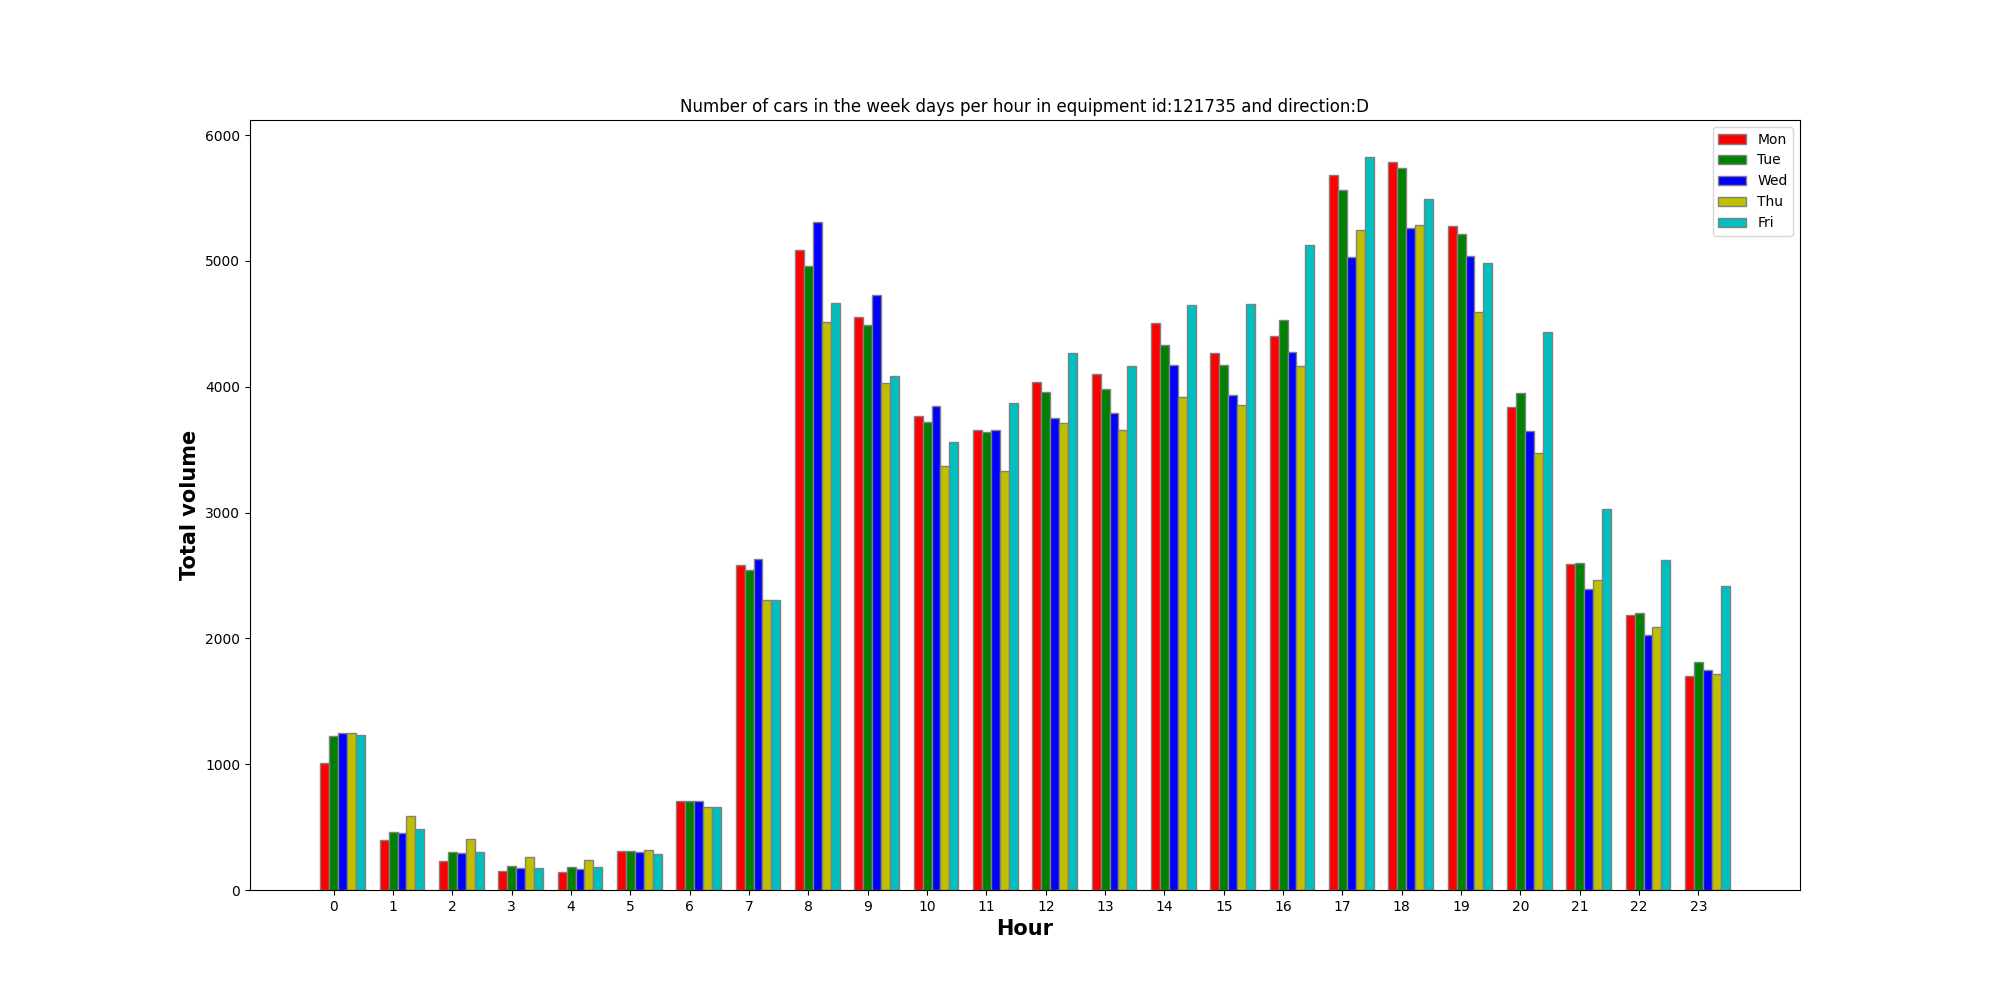 Number of cars in the week days per hour in equipment id:121735 and direction:D
6000
5000
4000
3000
2000
1000
0
Total volume
Mon
Tue
Wed
Thu
Fri
0 1 2 3 4 5 6 7 8 9 10 11 12 13 14 15 16 17 18 19 20 21 22 23
Hour